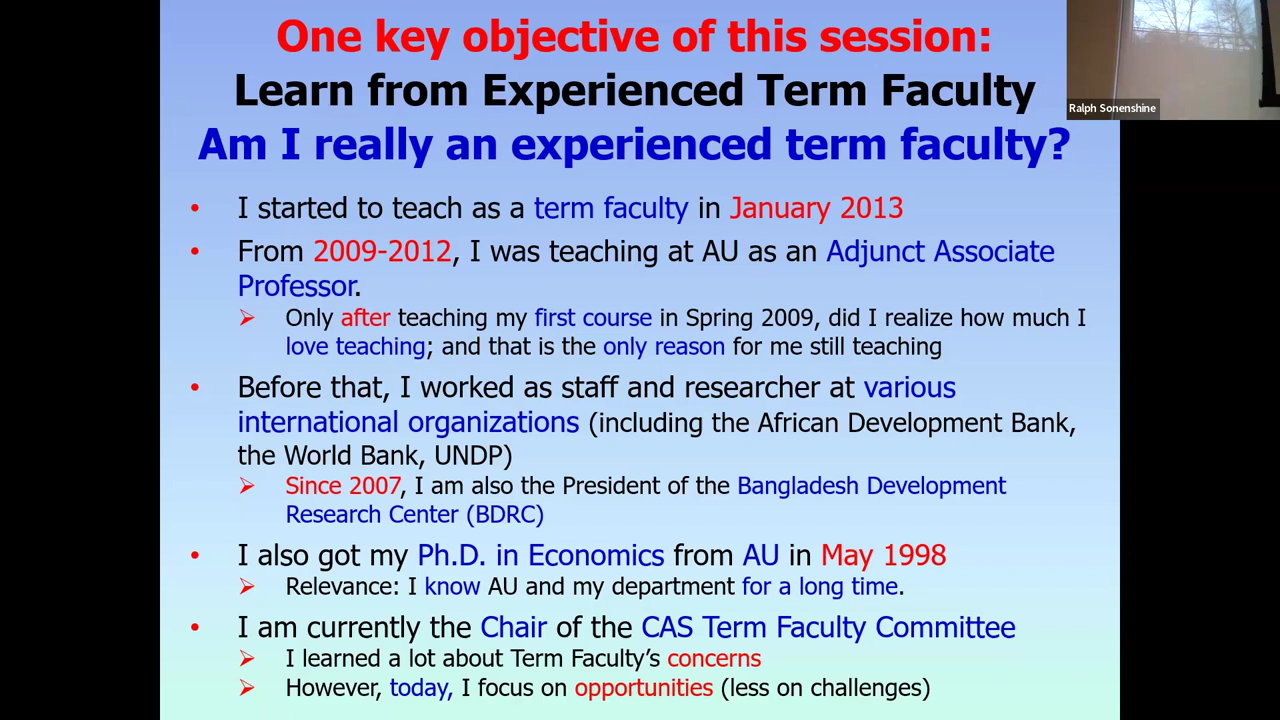 One key objective of this session:
Learn from Experienced Term Faculty
Am I really an experienced term faculty?
Ralph Sonenshine
• I started to teach as a term faculty in January 2013
• From 2009-2012, I was teaching at AU as an Adjunct Associate
Professor.
➢ Only after teaching my first course in Spring 2009, did I realize how much I
love teaching; and that is the only reason for me still teaching
• Before that, I worked as staff and researcher at various
international organizations (including the African Development Bank,
the World Bank, UNDP)
➢ Since 2007, I am also the President of the Bangladesh Development
Research Center (BDRC)
• I also got my Ph.D. in Economics from AU in May 1998
➢ Relevance: I know AU and my department for a long time.
• I am currently the Chair of the CAS Term Faculty Committee
➢ I learned a lot about Term Faculty’s concerns
➢ However, today, I focus on opportunities (less on challenges)